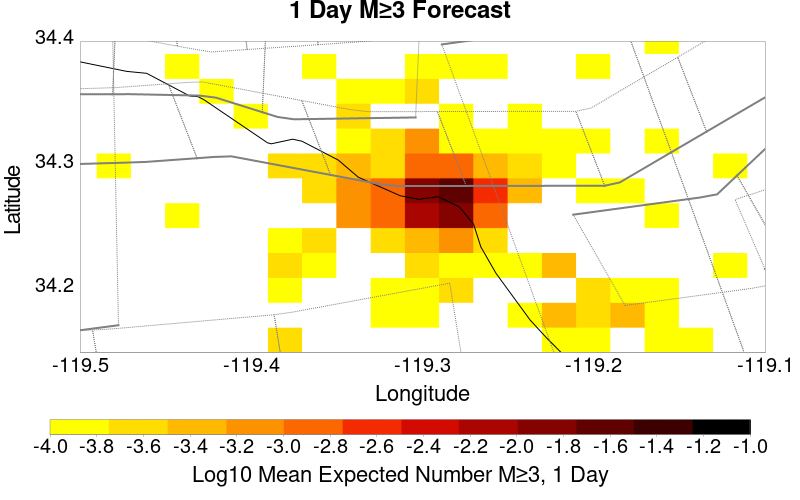 1 Day M≥3 Forecast
34.4
34.3
34.2
Latitude
-119.5 -119.4 -119.3 -119.2 -119.1
Longitude
-4.0 -3.8 -3.6 -3.4 -3.2 -3.0 -2.8 -2.6 -2.4 -2.2 -2.0 -1.8 -1.6 -1.4 -1.2 -1.0
Log10 Mean Expected Number M≥3, 1 Day